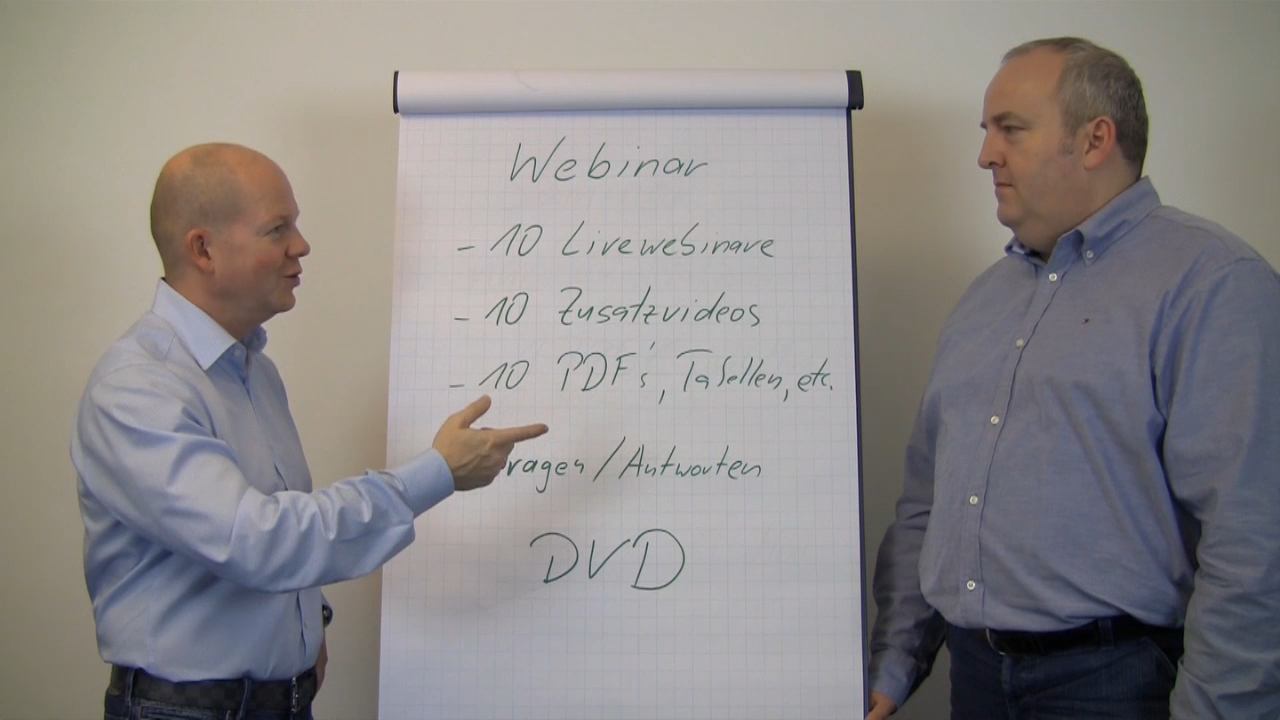 Webinar
- 10 Livewebinare
- 10 Zusatzvideos
- 10 PDF's, Tabellen, etc.
ragen / Antworten
DVD